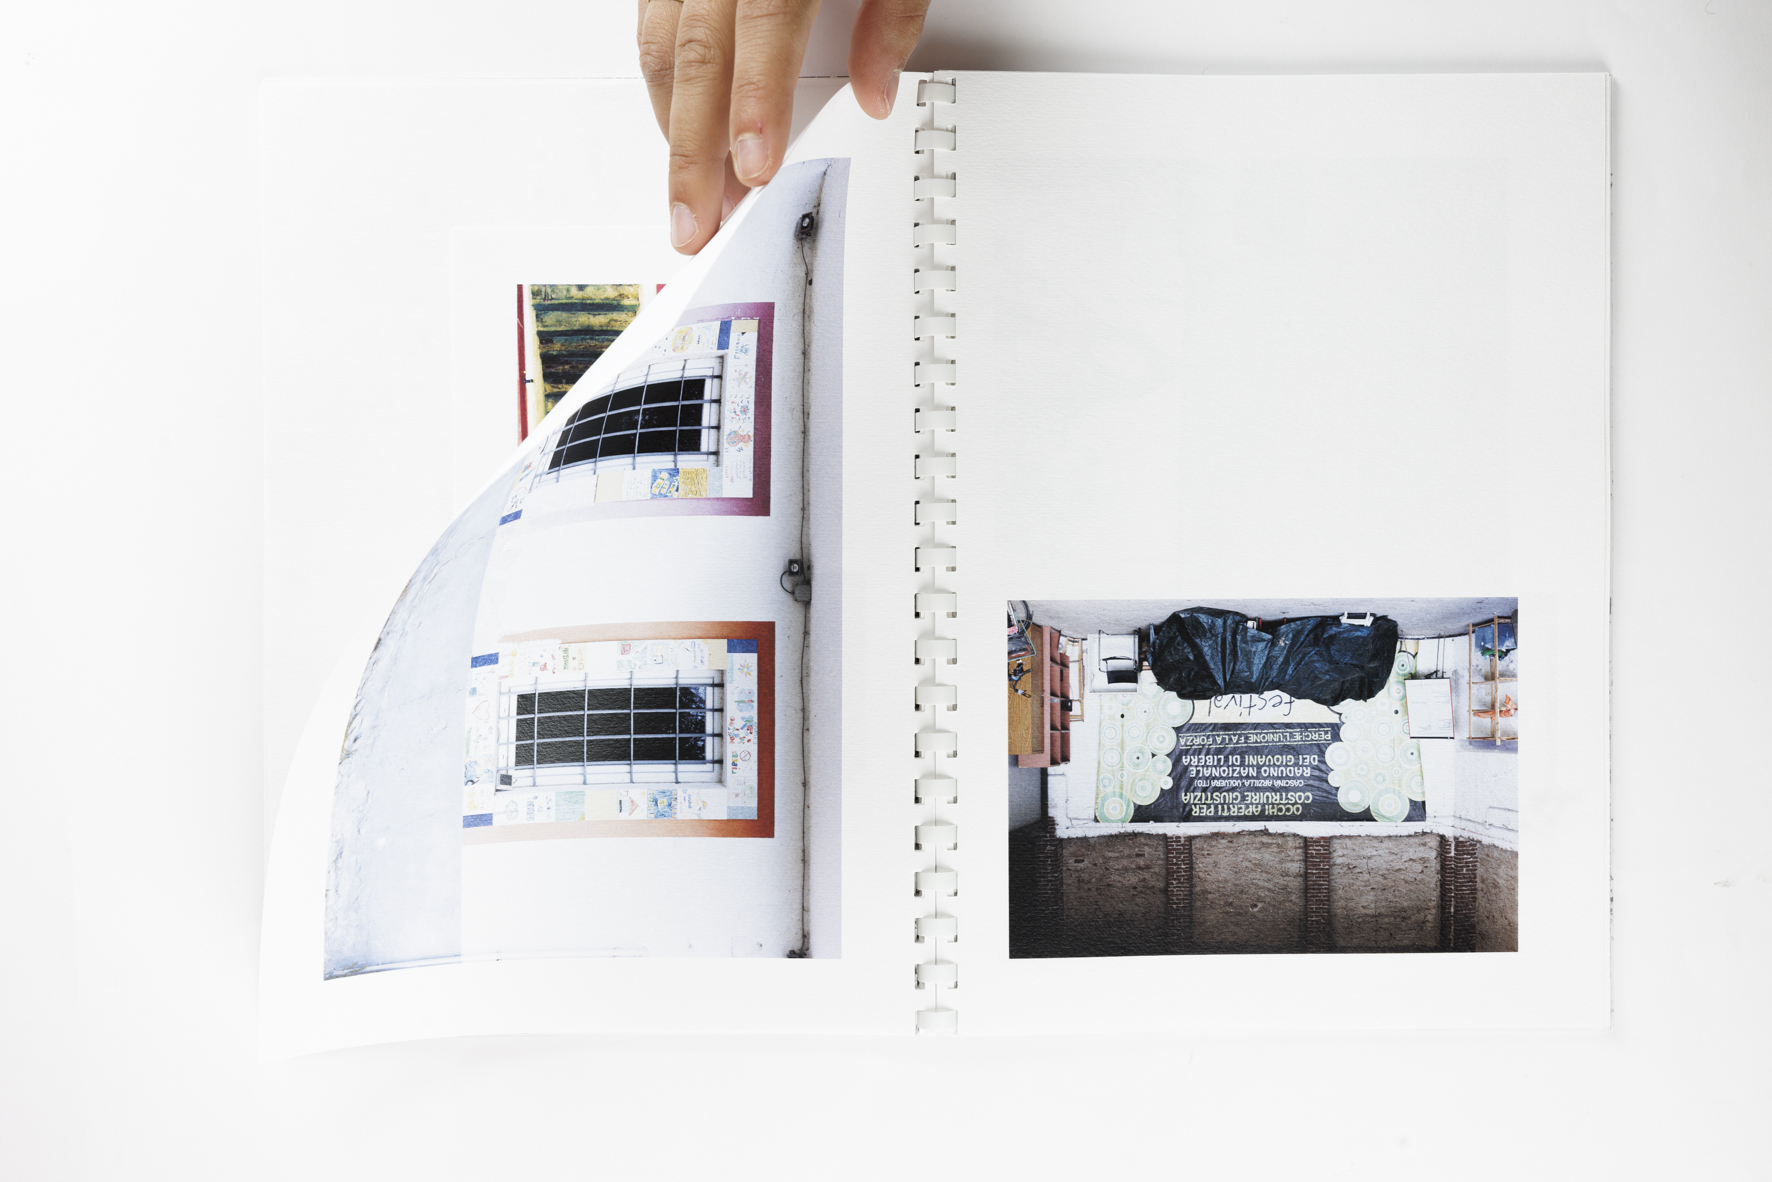 OCCHI APERTI PER
COSTRUIRE GIUSTIZIA
CASCINA ARZILLA, VOLVERA (TO)
RADUNO NAZIONALE
DEI GIOVANI DI LIBERA
PERCHE' L'UNIONE FA LA FORZA
festival